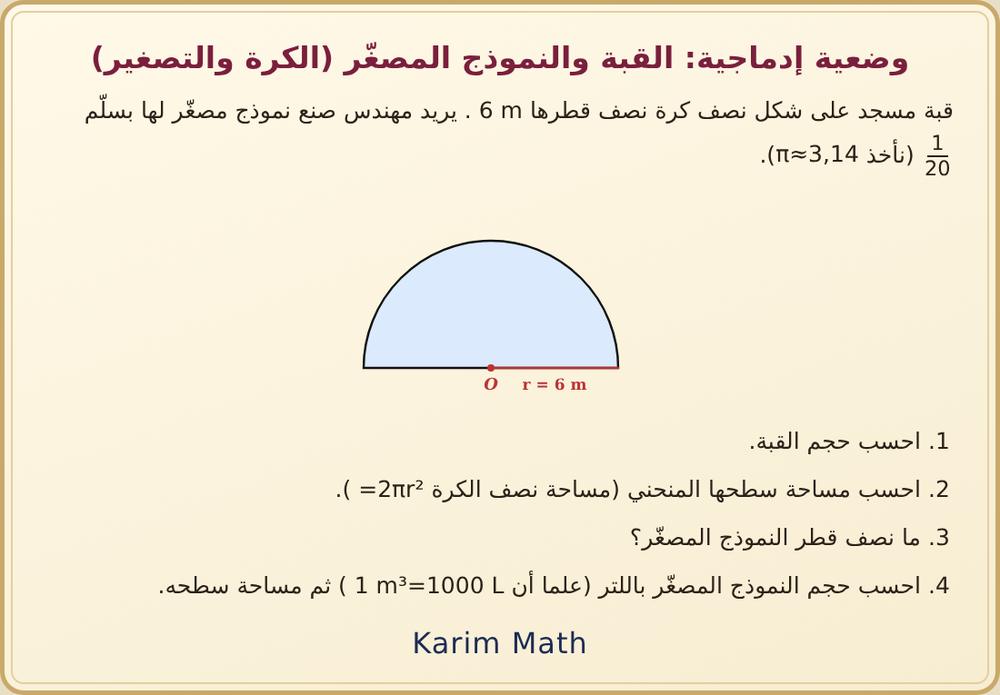 وضعية إدماجية: القبة والنموذج المصغّر (الكرة والتصغير)
قبة مسجد على شكل نصف كرة نصف قطرها 6 m . يريد مهندس صنع نموذج مصغّر لها بسلّم
1/20 (نأخذ π≈3,14).
O r = 6 m
1. احسب حجم القبة.
2. احسب مساحة سطحها المنحني (مساحة نصف الكرة =2πr² ).
3. ما نصف قطر النموذج المصغّر؟
4. احسب حجم النموذج المصغّر باللتر (علما أن 1 m³=1000 L ) ثم مساحة سطحه.
Karim Math